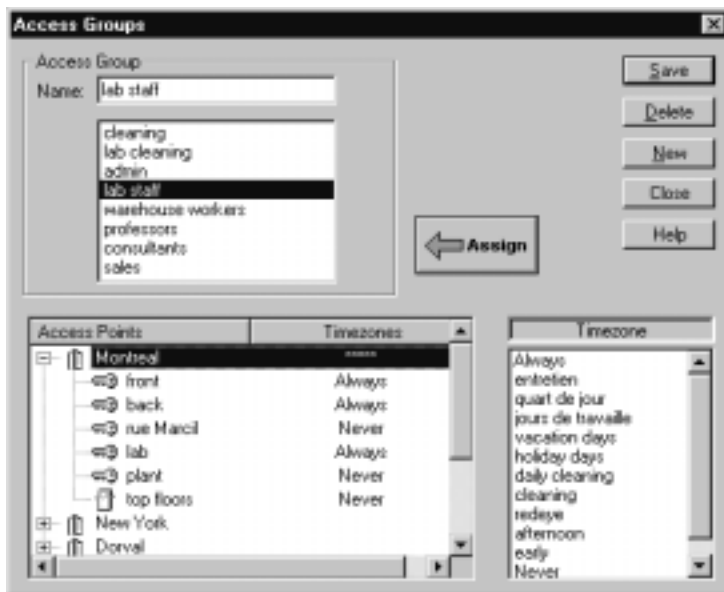 Access Groups
Access Group
Name: lab staff
cleaning
lab cleaning
admin
lab staff
warehouse workers
professors
consultants
sales
Save
Delete
New
Close
Help
Assign
Access Points Timezones
Montreal *****
front Always
back Always
rue Marcil Never
lab Always
plant Never
top floors Never
New York
Dorval
Timezone
Always
entretien
quart de jour
jours de travaille
vacation days
holiday days
daily cleaning
cleaning
redeye
afternoon
early
Never